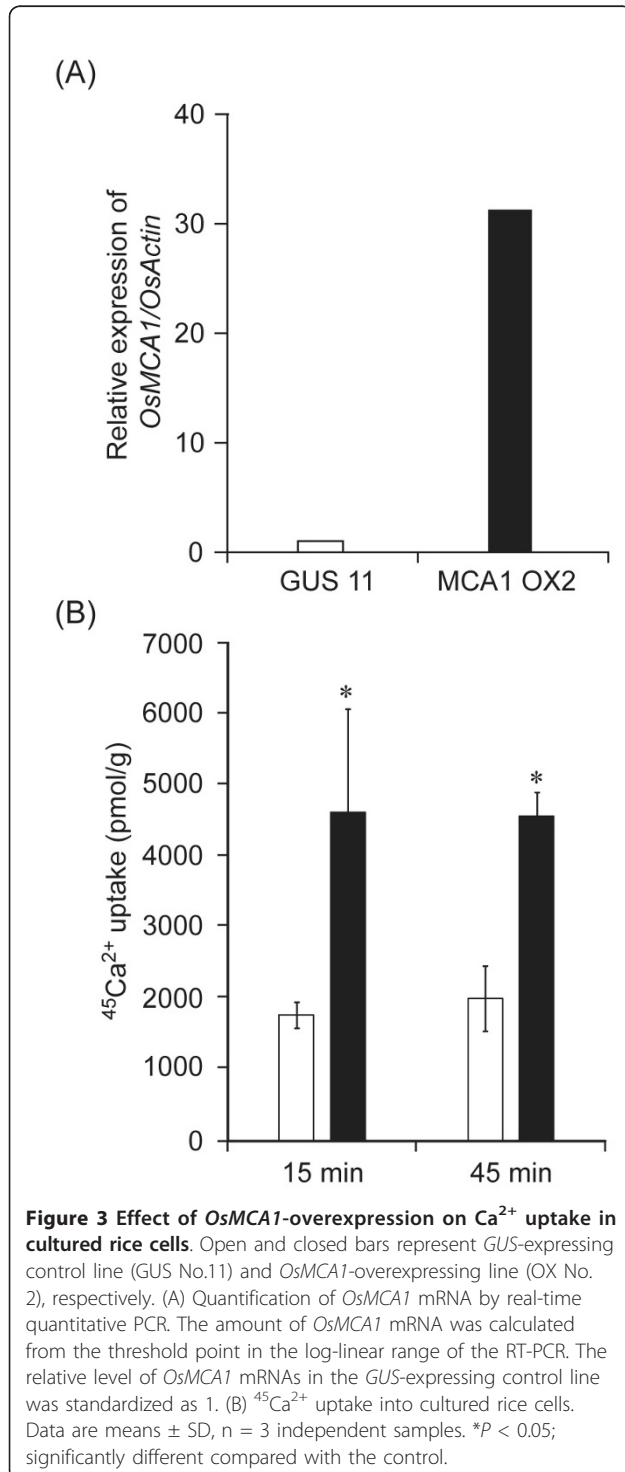 (A)
Relative expression of
OsMCA1/OsActin
40
30
20
10
0
GUS 11 MCA1 OX2
(B)
45Ca2+ uptake (pmol/g)
7000
6000
5000
4000
3000
2000
1000
0
*
*
15 min 45 min
Figure 3 Effect of OsMCA1-overexpression on Ca2+ uptake in
cultured rice cells. Open and closed bars represent GUS-expressing
control line (GUS No.11) and OsMCA1-overexpressing line (OX No.
2), respectively. (A) Quantification of OsMCA1 mRNA by real-time
quantitative PCR. The amount of OsMCA1 mRNA was calculated
from the threshold point in the log-linear range of the RT-PCR. The
relative level of OsMCA1 mRNAs in the GUS-expressing control line
was standardized as 1. (B) 45Ca2+ uptake into cultured rice cells.
Data are means ± SD, n = 3 independent samples. *P < 0.05;
significantly different compared with the control.